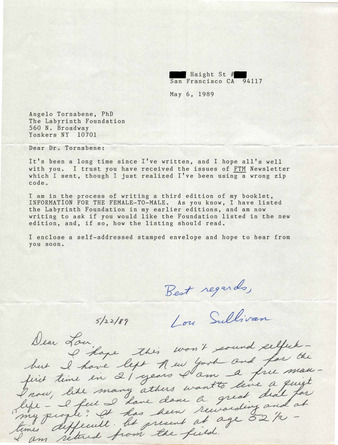 Haight St #
San Francisco CA 94117
May 6, 1989
Angelo Tornabene, PhD
The Labyrinth Foundation
560 N. Broadway
Yonkers NY 10701
Dear Dr. Tornabene:
It's been a long time since I've written, and I hope all's well
with you. I trust you have received the issues of FTM Newsletter
which I sent, though I just realized I've been using a wrong zip
code.
I am in the process of writing a third edition of my booklet,
INFORMATION FOR THE FEMALE-TO-MALE. As you know, I have listed
the Labyrinth Foundation in my earlier editions, and am now
writing to ask if you would like the Foundation listed in the new
edition, and, if so, how the listing should read.
I enclose a self-addressed stamped envelope and hope to hear from
you soon.
Best regards,
Lou Sullivan
5/22/89
Dear Lou,
I hope this won't sound selfish-
but I have left New York and for the
first time in 21 years I am a free man-
I now, like many others want to live a quiet
life - I feel I have done a great deal for
"my people". It has been rewarding and at
times difficult but at present at age 52 ½ -
I am retired from the field.